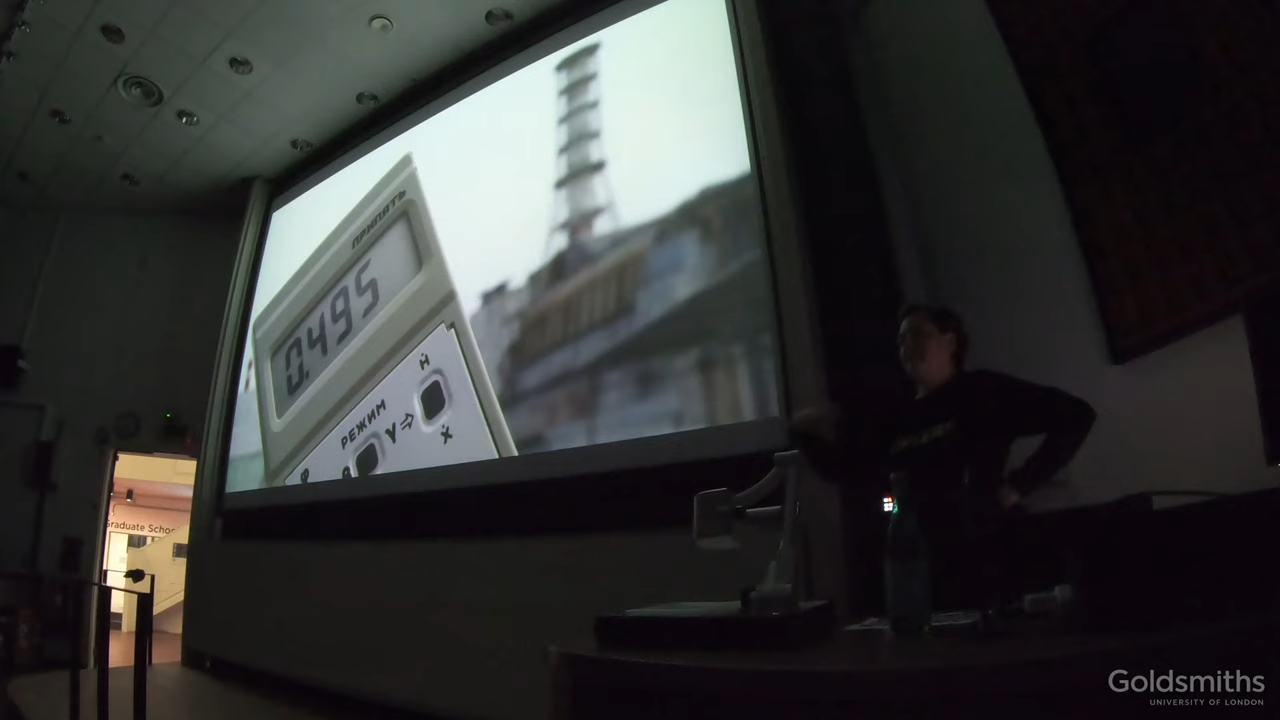 ПРИПЯТЬ
0.495
Ḣ
РЕЖИМ
γ⇒
Ẋ
Graduate Schoo
Goldsmiths
UNIVERSITY OF LONDON